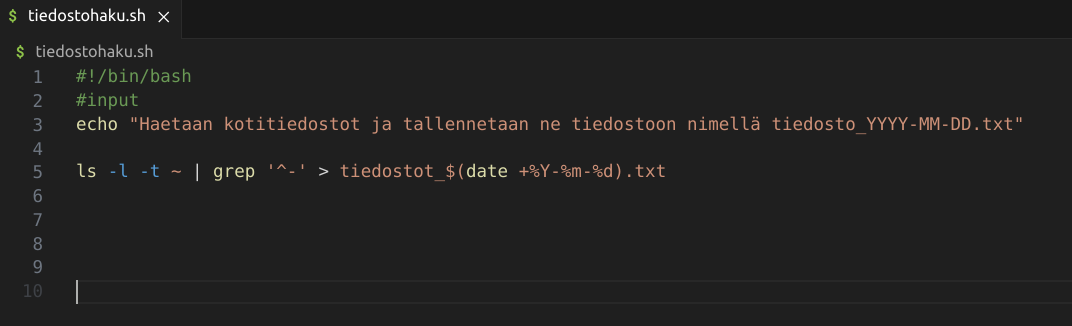 $ tiedostohaku.sh ×
$ tiedostohaku.sh
1 #!/bin/bash
2 #input
3 echo "Haetaan kotitiedostot ja tallennetaan ne tiedostoon nimellä tiedosto_YYYY-MM-DD.txt"
4
5 ls -l -t ~ | grep '^-' > tiedostot_$(date +%Y-%m-%d).txt
6
7
8
9
10